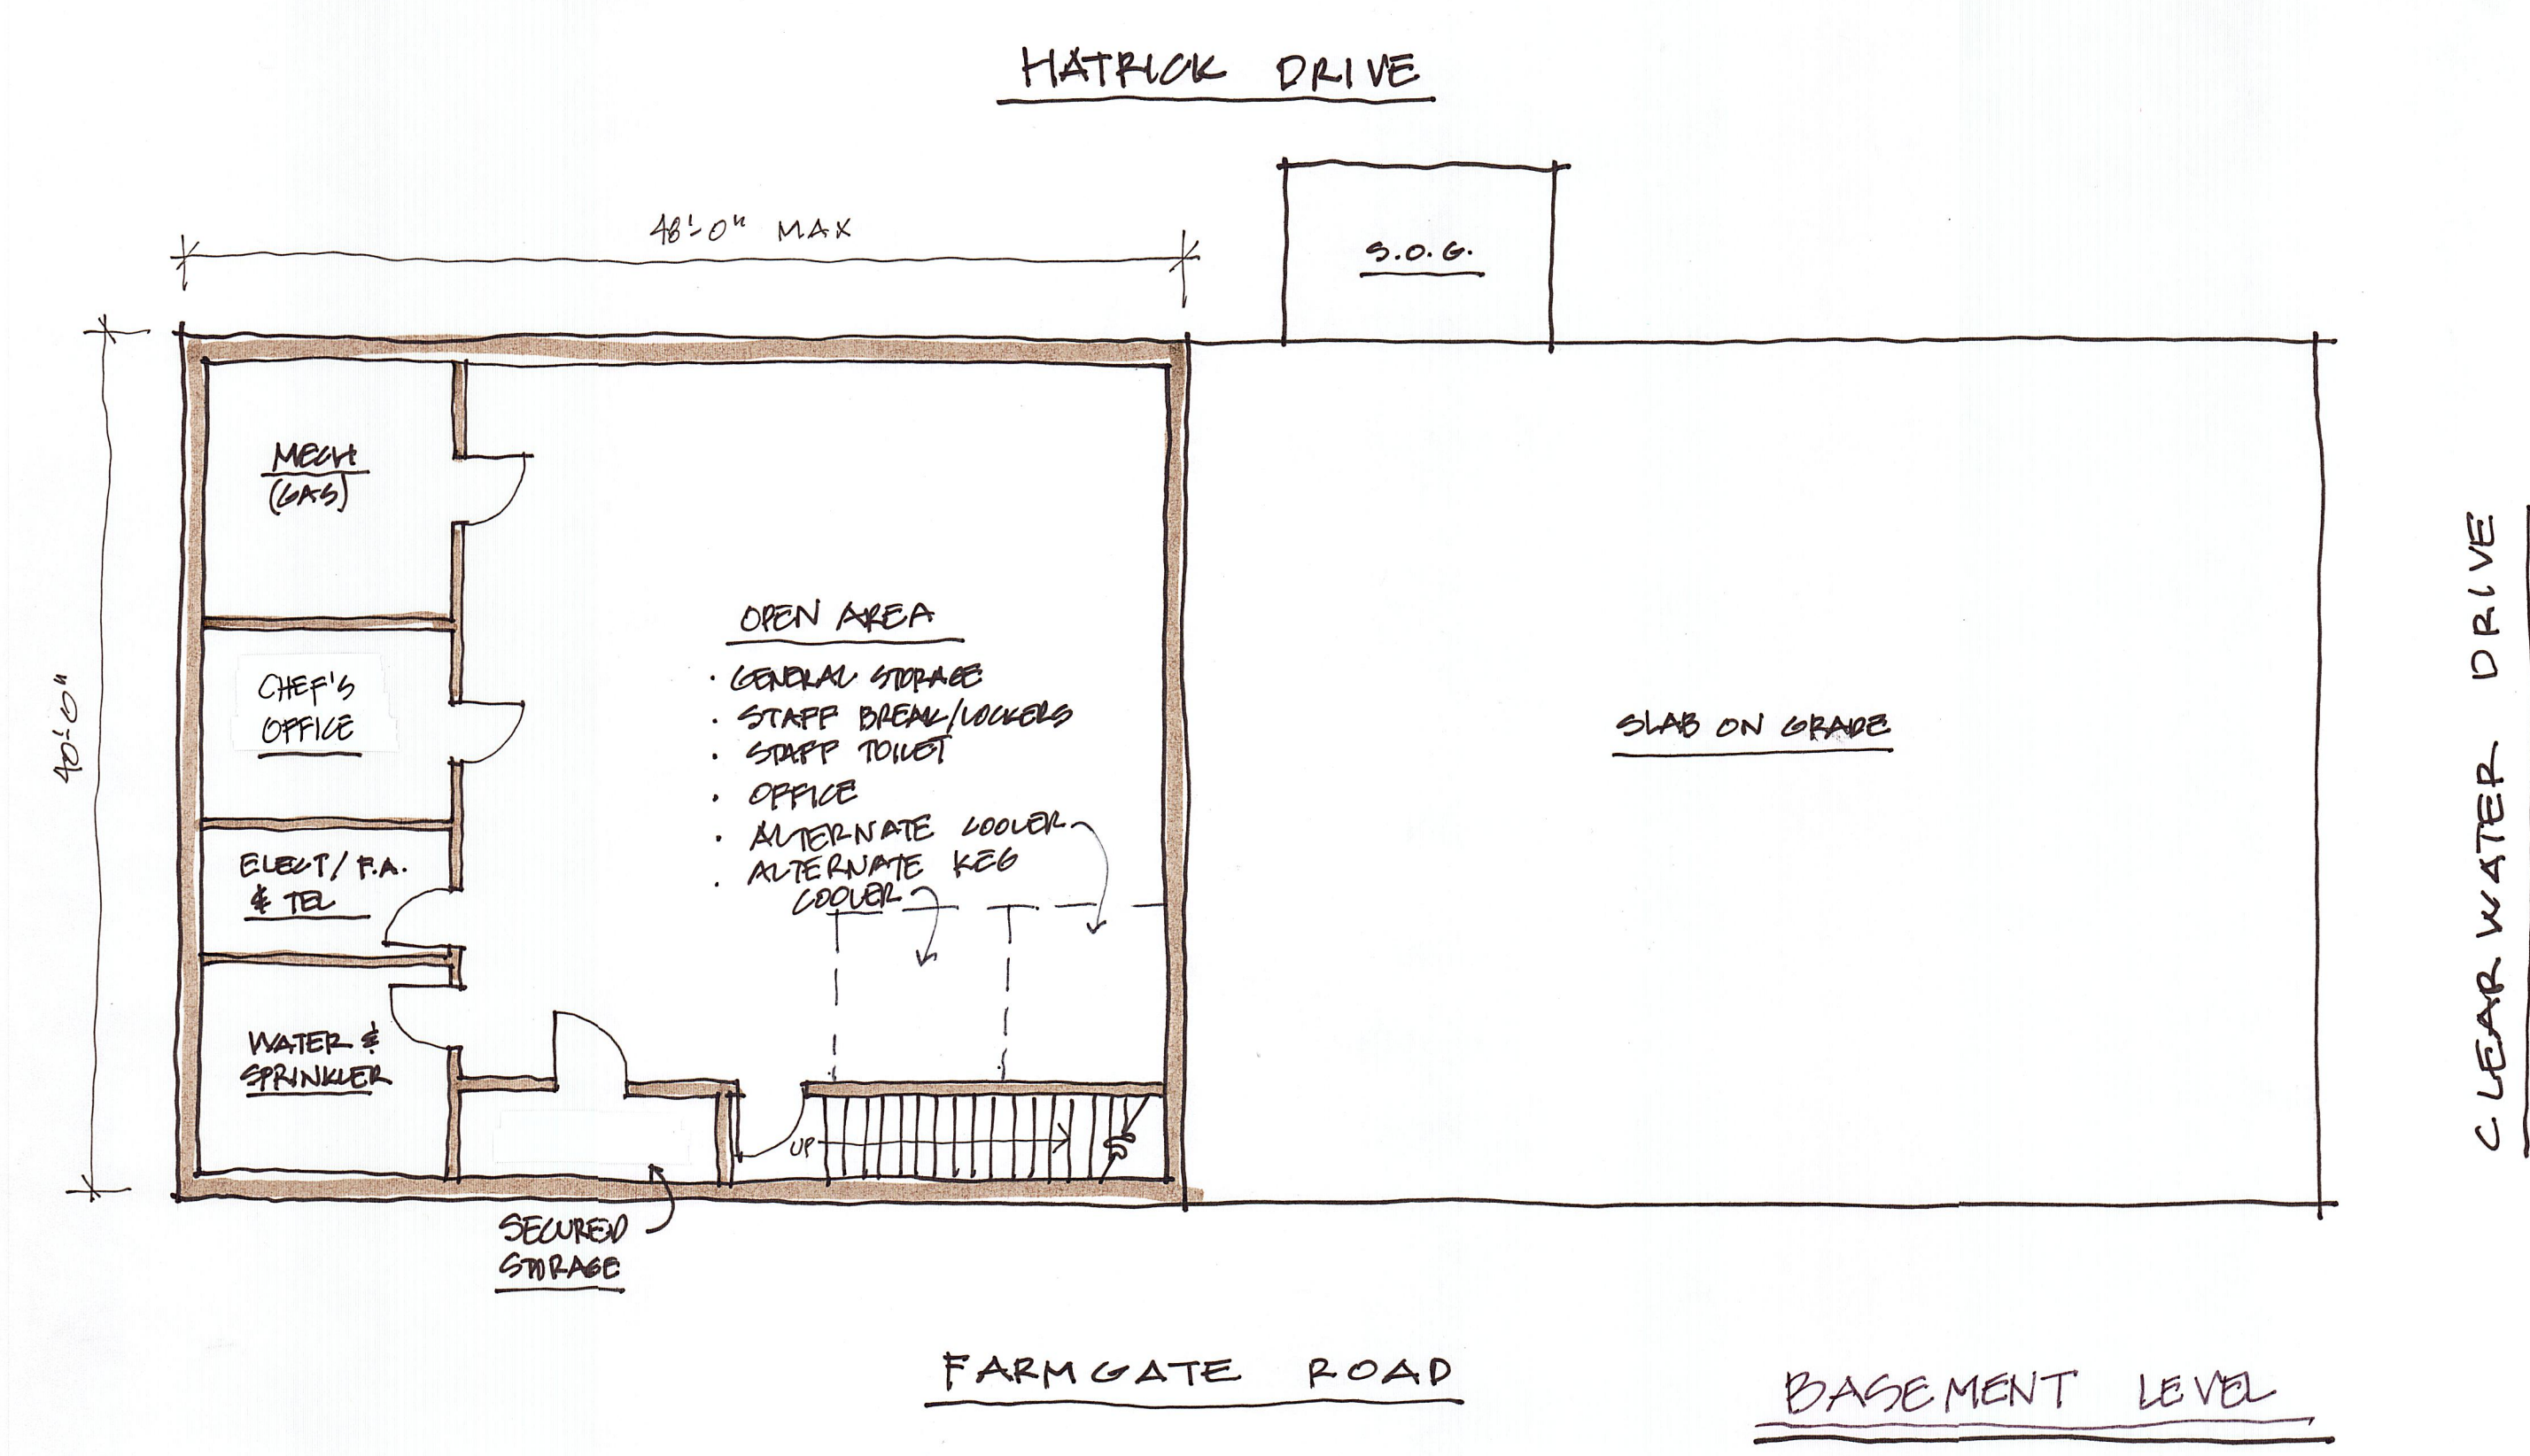 HATRICK DRIVE
48'-0" MAX
S.O.G.
40'-0"
MECH
(GAS)
CHEF'S
OFFICE
ELECT/F.A.
& TEL
WATER &
SPRINKLER
OPEN AREA
· GENERAL STORAGE
· STAFF BREAK/LOCKERS
· STAFF TOILET
· OFFICE
· ALTERNATE COOLER
· ALTERNATE KEG
COOLER
UP
SECURED
STORAGE
SLAB ON GRADE
CLEARWATER DRIVE
FARMGATE ROAD
BASEMENT LEVEL